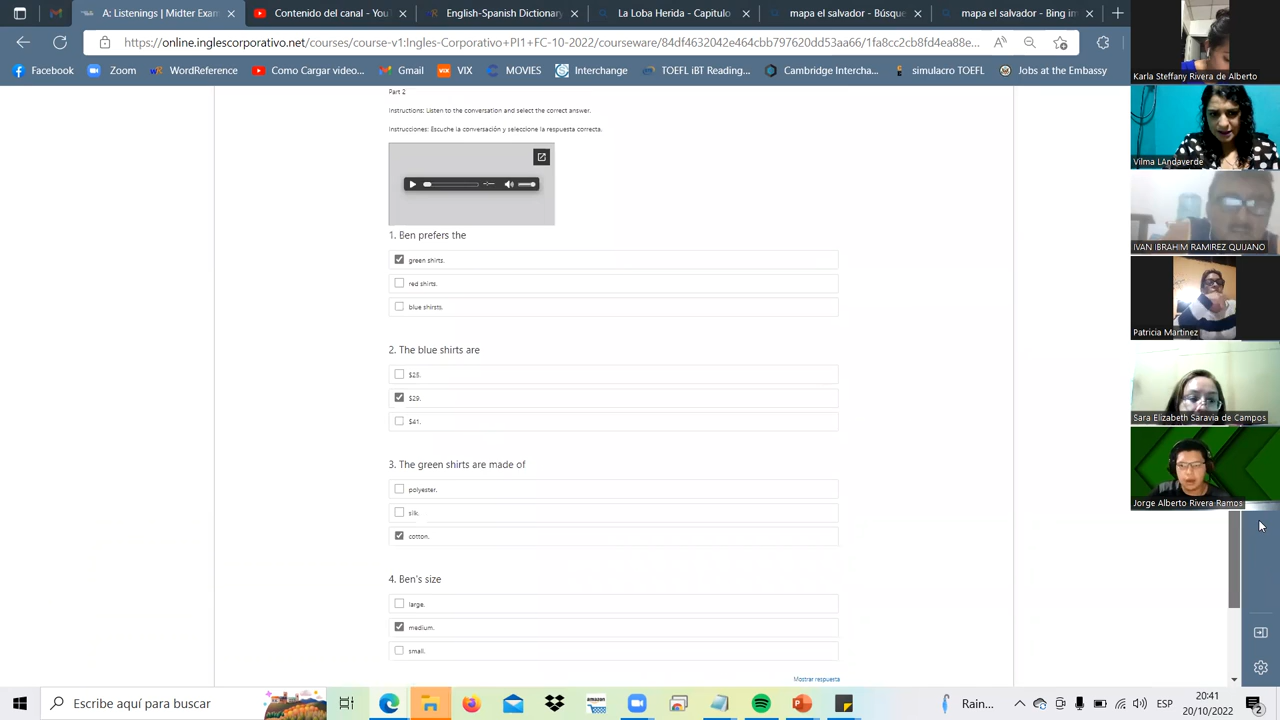 A: Listenings | Midter Exam
Contenido del canal - You
English-Spanish Dictionary
La Loba Herida Del Condado
mapa el salvador - Búsque
mapa el salvador - Bing im
https://online.inglescorporativo.net/courses/course-v1:Ingles-Corporativo+PI1+FC-10-2022/courseware/84df4632042e464cbb797620dd53aa66/1fa8cc2cb8fd4ea88e...
Facebook
Zoom
WordReference
Como Cargar video...
Gmail
VIX
MOVIES
Interchange
TOEFL iBT Reading...
Cambridge Intercha...
simulacro TOEFL
Jobs at the Embassy
Part 2
Instructions: Listen to the conversation and select the correct answer.
Instrucciones: Escuche la conversación y seleccione la respuesta correcta.
1. Ben prefers the
green shirts.
red shirts.
blue shirsts.
2. The blue shirts are
$25.
$29.
$41.
3. The green shirts are made of
polyester.
silk.
cotton.
4. Ben's size
large.
medium.
small.
Mostrar respuesta
Karla Steffany Rivera de Alberto
Vilma LAndaverde
IVAN IBRAHIM RAMIREZ QUIJANO
Patricia Martinez
Sara Elizabeth Saravia de Campos
Jorge Alberto Rivera Ramos
Escribe aquí para buscar
amazon
Rain...
ESP
20:41
20/10/2022
2